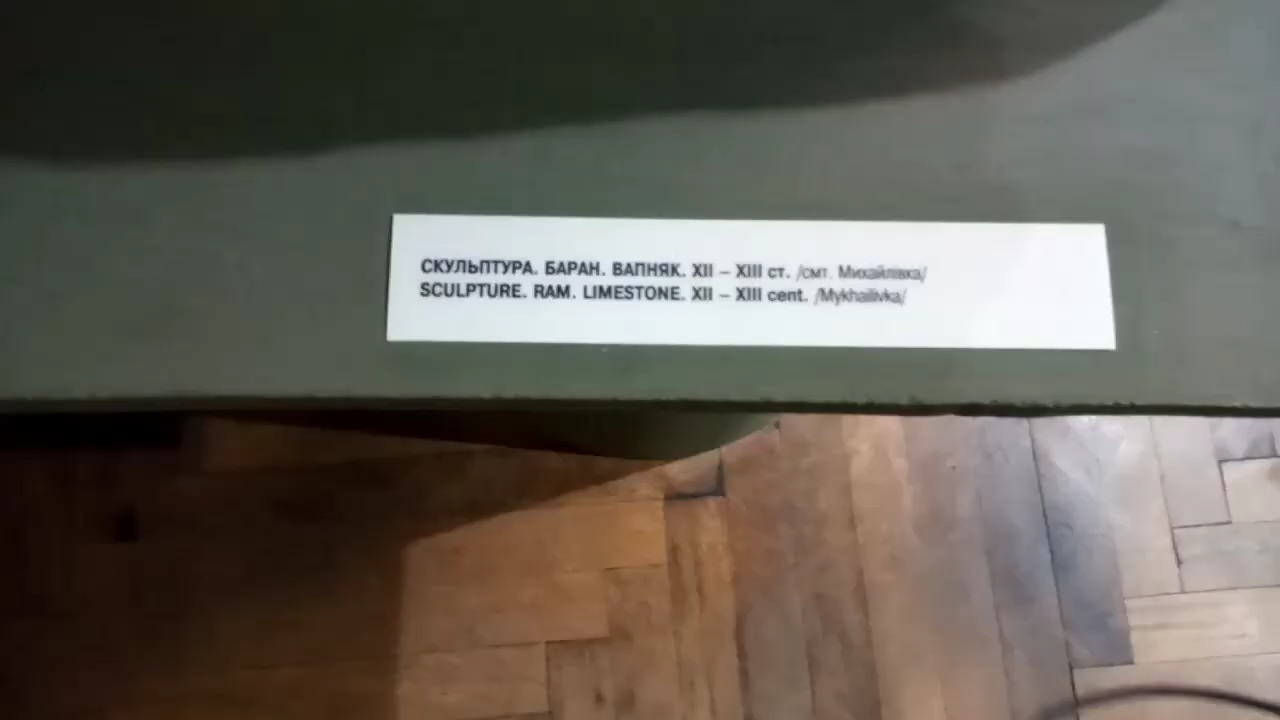 СКУЛЬПТУРА. БАРАН. ВАПНЯК. XII – XIII ст. /смт. Михайлівка/
SCULPTURE. RAM. LIMESTONE. XII – XIII cent. /Mykhailivka/